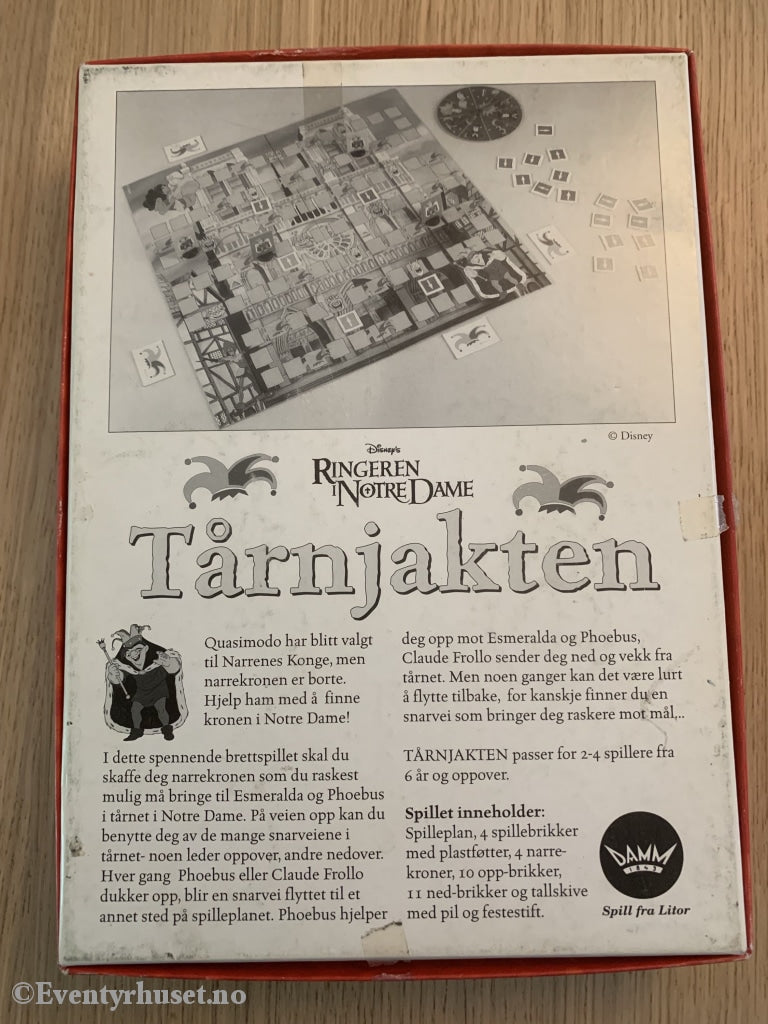 © Disney
Disney's
RINGEREN
I NOTRE DAME
Tårnjakten
Quasimodo har blitt valgt
til Narrenes Konge, men
narrekronen er borte.
Hjelp ham med å finne
kronen i Notre Dame!
I dette spennende brettspillet skal du
skaffe deg narrekronen som du raskest
mulig må bringe til Esmeralda og Phoebus
i tårnet i Notre Dame. På veien opp kan du
benytte deg av de mange snarveiene i
tårnet- noen leder oppover, andre nedover.
Hver gang Phoebus eller Claude Frollo
dukker opp, blir en snarvei flyttet til et
annet sted på spilleplanet. Phoebus hjelper
deg opp mot Esmeralda og Phoebus,
Claude Frollo sender deg ned og vekk fra
tårnet. Men noen ganger kan det være lurt
å flytte tilbake, for kanskje finner du en
snarvei som bringer deg raskere mot mål...
TÅRNJAKTEN passer for 2-4 spillere fra
6 år og oppover.
Spillet inneholder:
Spilleplan, 4 spillebrikker
med plastføtter, 4 narre-
kroner, 10 opp-brikker,
11 ned-brikker og tallskive
med pil og festestift.
DAMM
1843
Spill fra Litor
©Eventyrhuset.no